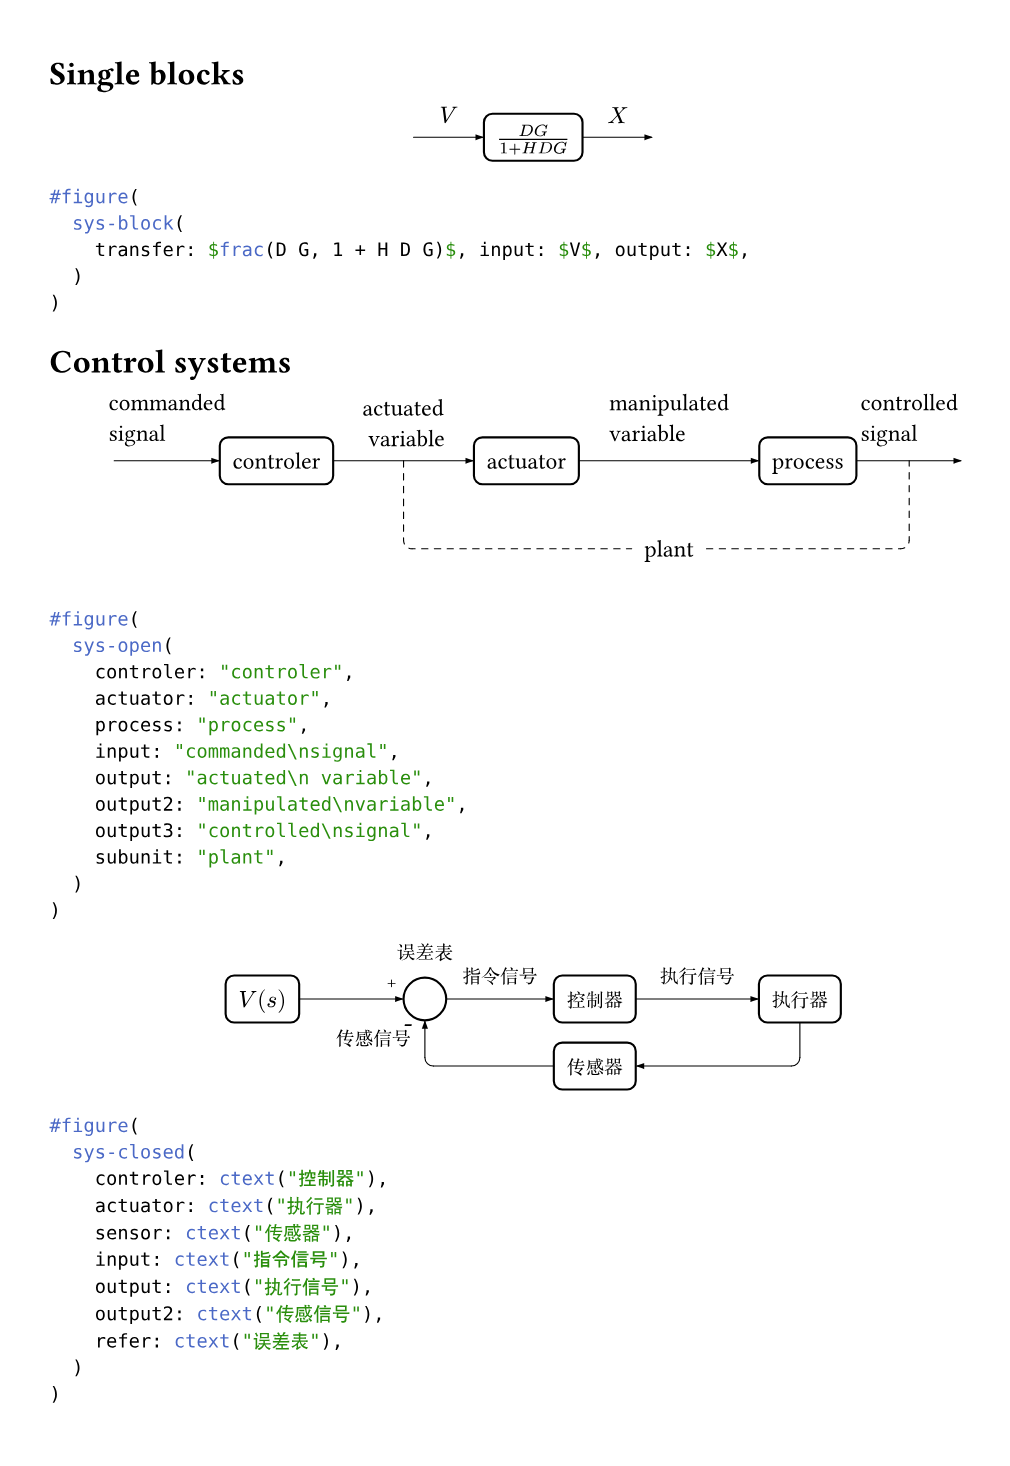 Single blocks
V
DG
1+HDG
X
#figure(
  sys-block(
    transfer: $frac(D G, 1 + H D G)$, input: $V$, output: $X$,
  )
)
Control systems
commanded
signal
actuated
variable
manipulated
variable
controlled
signal
controler
actuator
process
plant
#figure(
  sys-open(
    controler: "controler",
    actuator: "actuator",
    process: "process",
    input: "commanded\nsignal",
    output: "actuated\n variable",
    output2: "manipulated\nvariable",
    output3: "controlled\nsignal",
    subunit: "plant",
  )
)
误差表
指令信号
执行信号
+
V(s)
控制器
执行器
-
传感信号
传感器
#figure(
  sys-closed(
    controler: ctext("控制器"),
    actuator: ctext("执行器"),
    sensor: ctext("传感器"),
    input: ctext("指令信号"),
    output: ctext("执行信号"),
    output2: ctext("传感信号"),
    refer: ctext("误差表"),
  )
)